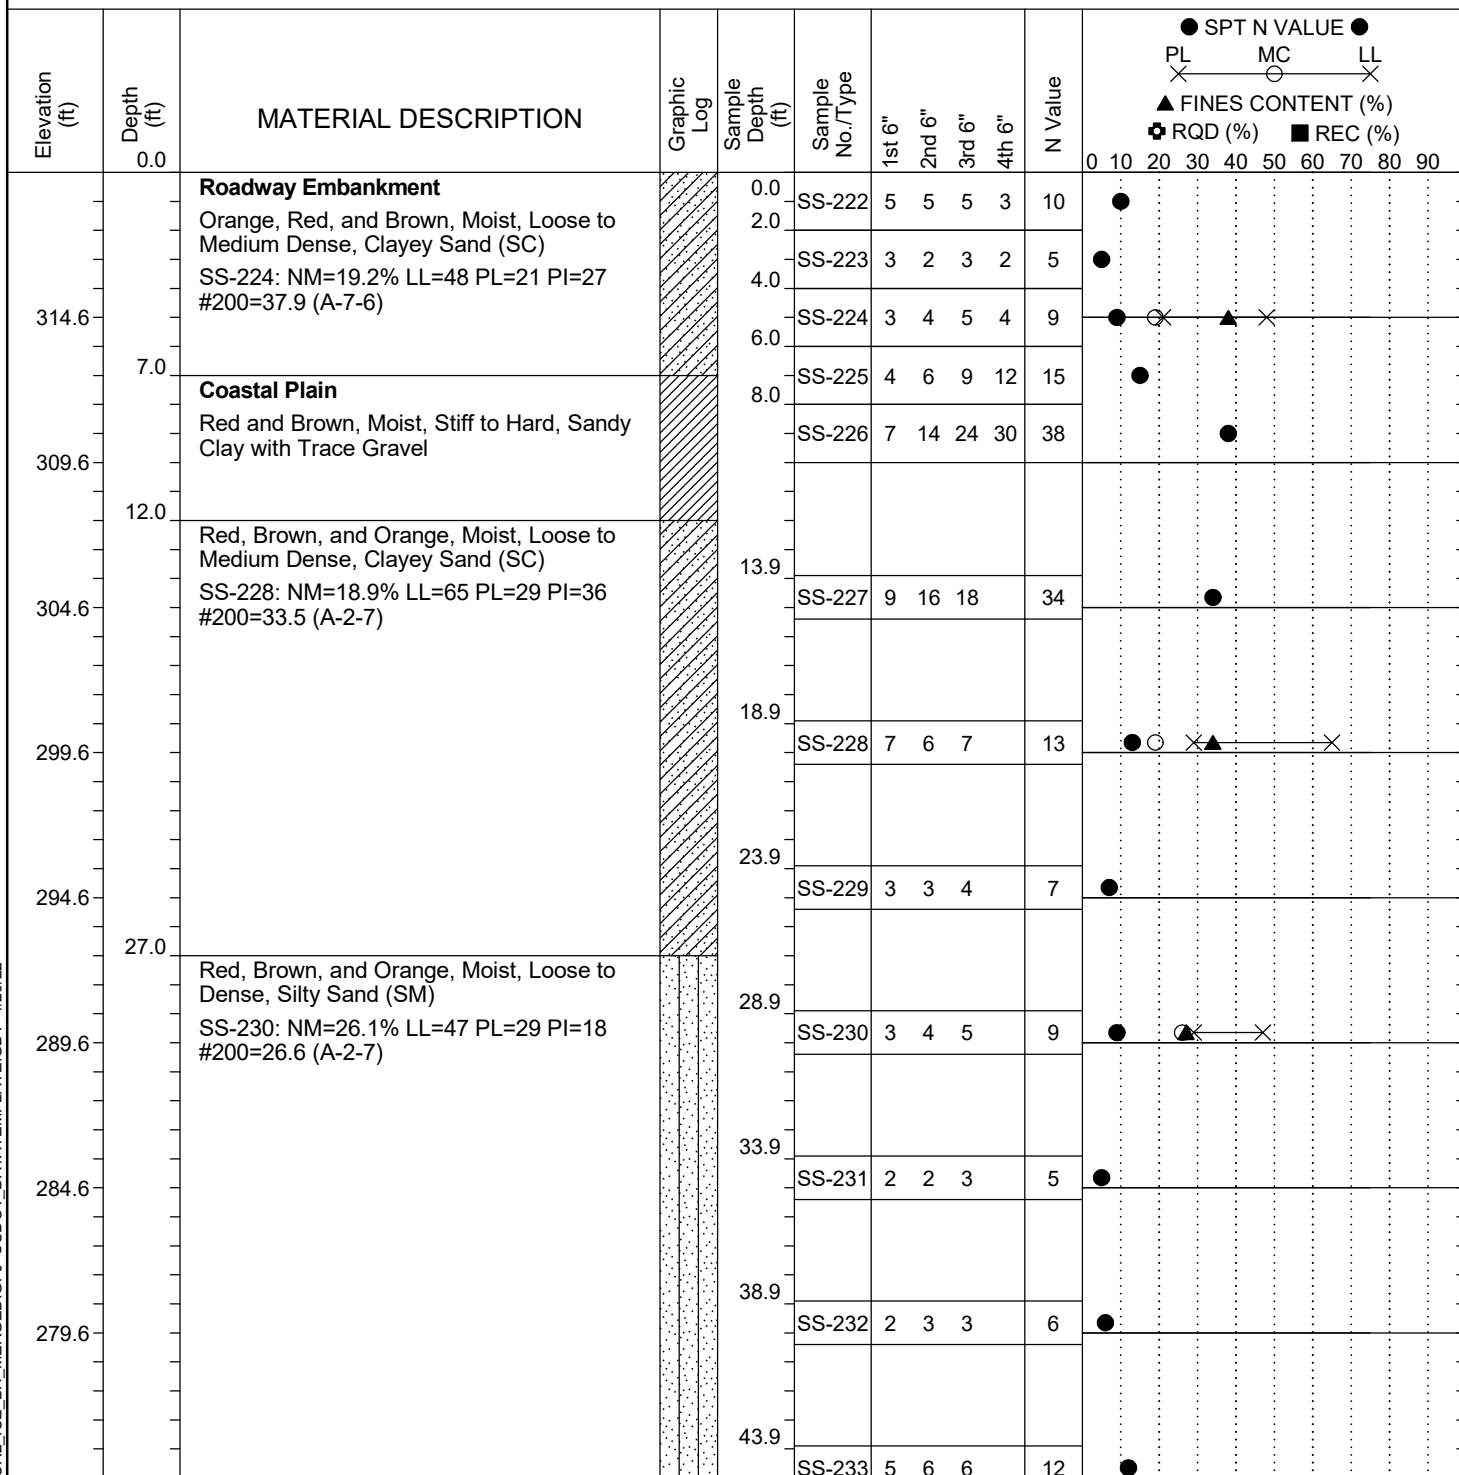 Elevation (ft)
Depth (ft)
0.0
MATERIAL DESCRIPTION
Graphic Log
Sample Depth (ft)
Sample No./Type
1st 6"
2nd 6"
3rd 6"
4th 6"
N Value
SPT N VALUE
PL MC LL
FINES CONTENT (%)
RQD (%) REC (%)
0 10 20 30 40 50 60 70 80 90
Roadway Embankment
Orange, Red, and Brown, Moist, Loose to
Medium Dense, Clayey Sand (SC)
SS-224: NM=19.2% LL=48 PL=21 PI=27
#200=37.9 (A-7-6)
0.0
SS-222 5 5 5 3 10
2.0
SS-223 3 2 3 2 5
4.0
314.6
SS-224 3 4 5 4 9
6.0
7.0
Coastal Plain
Red and Brown, Moist, Stiff to Hard, Sandy
Clay with Trace Gravel
SS-225 4 6 9 12 15
8.0
SS-226 7 14 24 30 38
309.6
12.0
Red, Brown, and Orange, Moist, Loose to
Medium Dense, Clayey Sand (SC)
SS-228: NM=18.9% LL=65 PL=29 PI=36
#200=33.5 (A-2-7)
13.9
304.6
SS-227 9 16 18 34
18.9
299.6
SS-228 7 6 7 13
23.9
294.6
SS-229 3 3 4 7
27.0
Red, Brown, and Orange, Moist, Loose to
Dense, Silty Sand (SM)
SS-230: NM=26.1% LL=47 PL=29 PI=18
#200=26.6 (A-2-7)
28.9
289.6
SS-230 3 4 5 9
33.9
284.6
SS-231 2 2 3 5
38.9
279.6
SS-232 2 3 3 6
43.9
SS-233 5 6 6 12